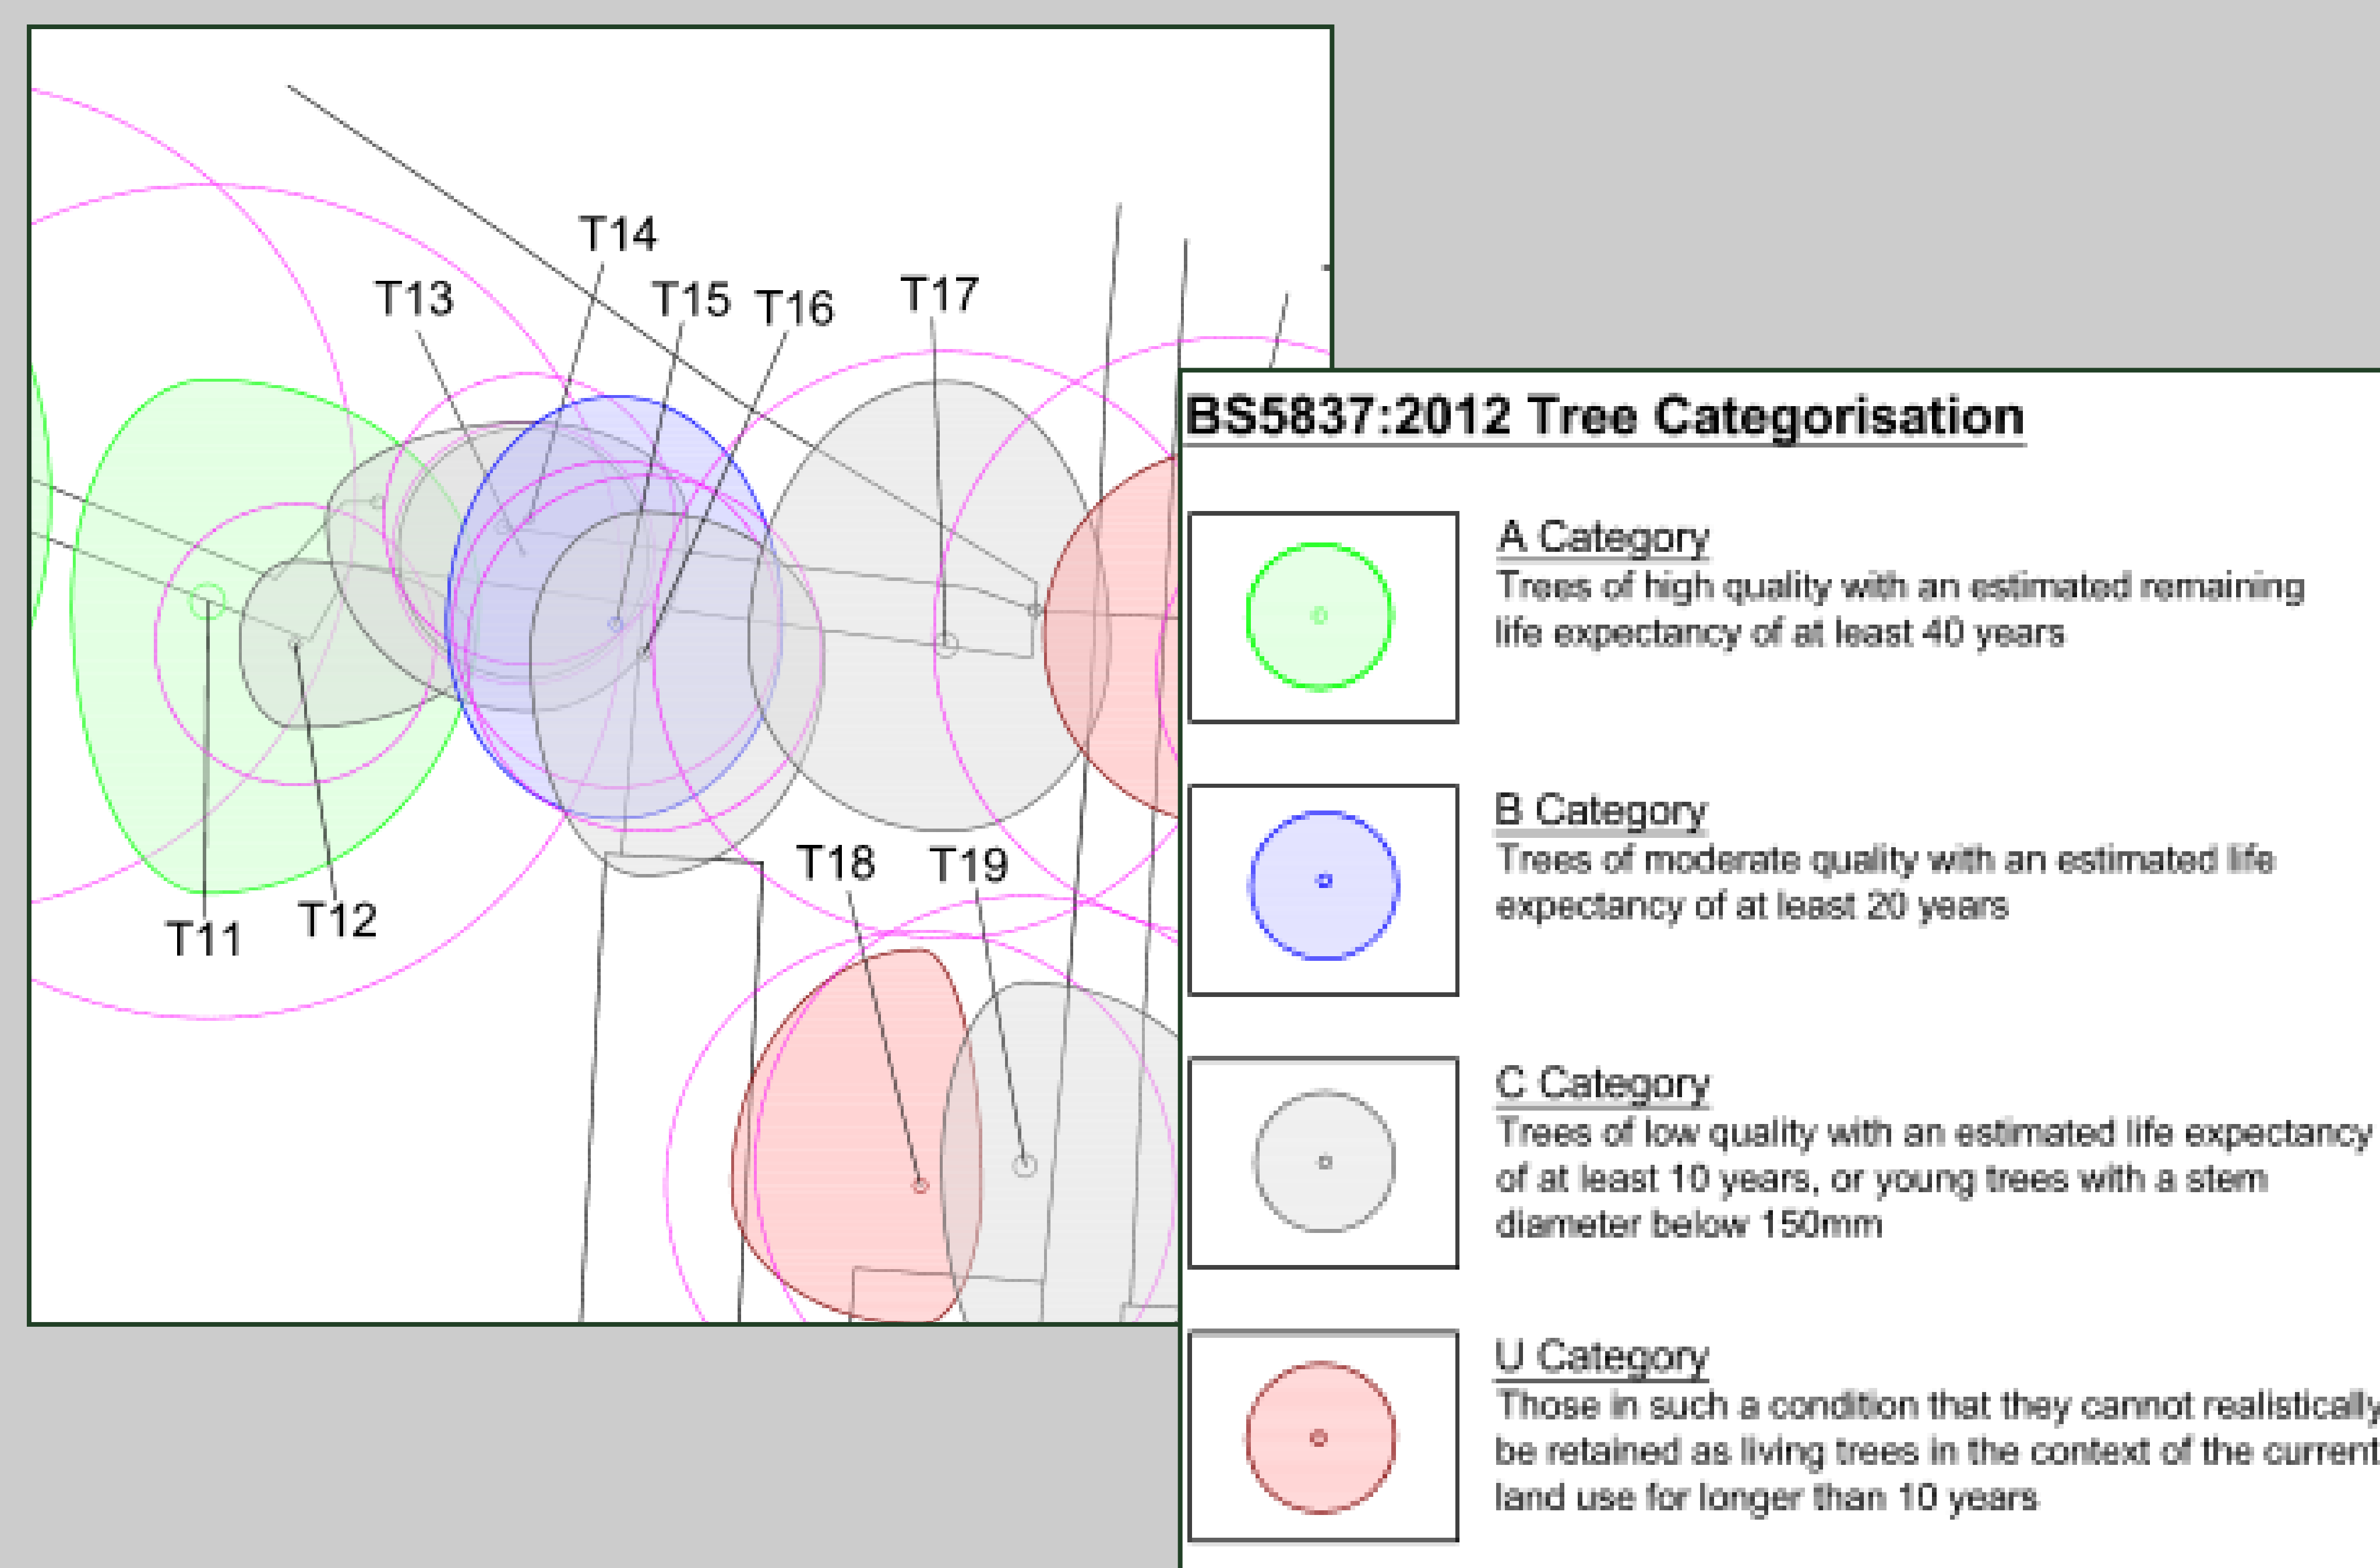 T14
T13
T15
T16
T17
T18
T19
T11
T12
BS5837:2012 Tree Categorisation
A Category
Trees of high quality with an estimated remaining
life expectancy of at least 40 years
B Category
Trees of moderate quality with an estimated life
expectancy of at least 20 years
C Category
Trees of low quality with an estimated life expectancy
of at least 10 years, or young trees with a stem
diameter below 150mm
U Category
Those in such a condition that they cannot realistically
be retained as living trees in the context of the current
land use for longer than 10 years